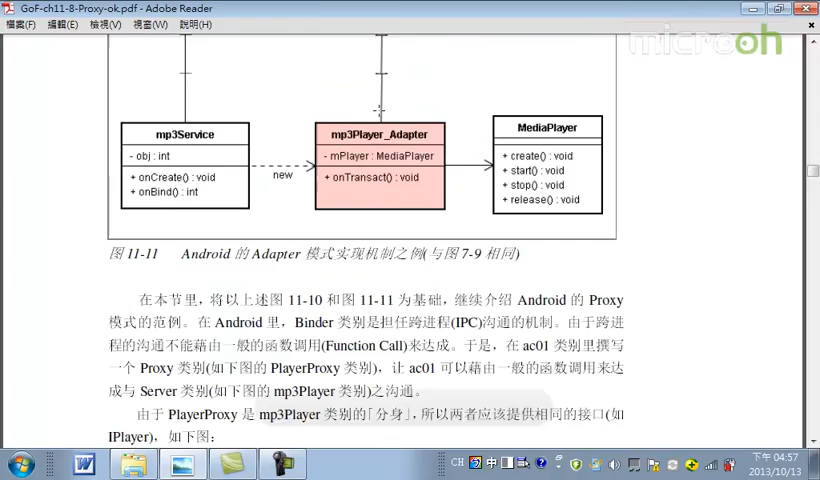 GoF-ch11-8-Proxy-ok.pdf - Adobe Reader
檔案(F) 編輯(E) 檢視(V) 視窗(W) 說明(H)
microoh
mp3Service
- obj : int
+ onCreate() : void
+ onBind() : int
new
mp3Player_Adapter
- mPlayer : MediaPlayer
+ onTransact() : void
MediaPlayer
+ create() : void
+ start() : void
+ stop() : void
+ release() : void
图 11-11 Android 的 Adapter 模式实现机制之例(与图 7-9 相同)
在本节里，将以上述图 11-10 和图 11-11 为基础，继续介绍 Android 的 Proxy
模式的范例。在 Android 里，Binder 类别是担任跨进程(IPC)沟通的机制。由于跨进
程的沟通不能藉由一般的函数调用(Function Call)来达成。于是，在 ac01 类别里撰写
一个 Proxy 类别(如下图的 PlayerProxy 类别)，让 ac01 可以藉由一般的函数调用来达
成与 Server 类别(如下图的 mp3Player 类别)之沟通。
由于 PlayerProxy 是 mp3Player 类别的「分身」，所以两者应该提供相同的接口(如
IPlayer)，如下图：
CH 中
下午 04:57
2013/10/13